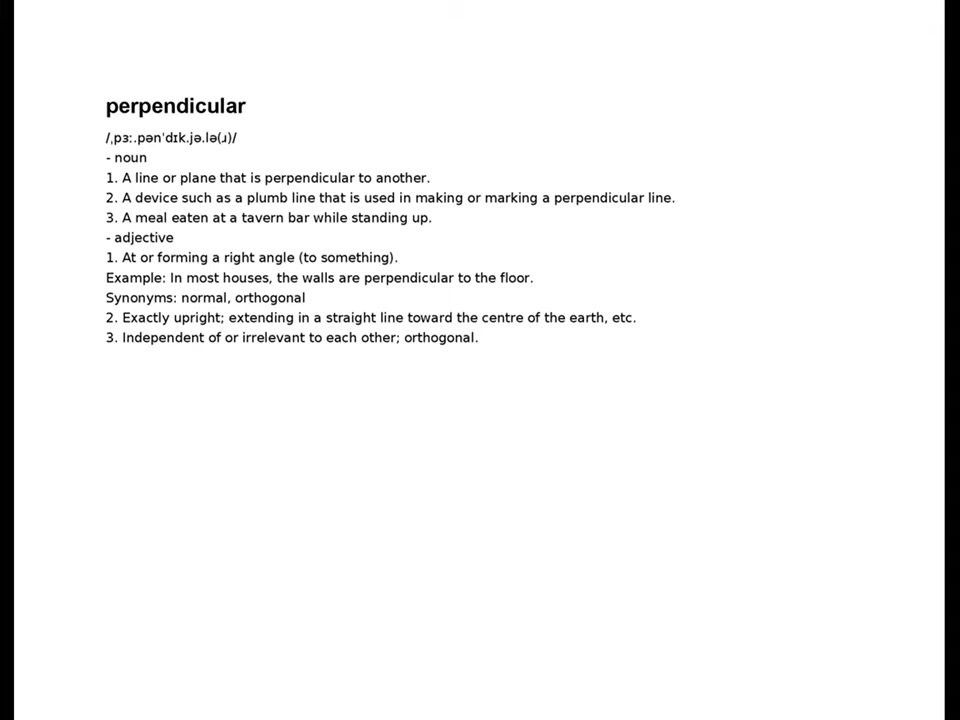 perpendicular
/ˌpɜː.pənˈdɪk.jə.lə(ɹ)/
- noun
1. A line or plane that is perpendicular to another.
2. A device such as a plumb line that is used in making or marking a perpendicular line.
3. A meal eaten at a tavern bar while standing up.
- adjective
1. At or forming a right angle (to something).
Example: In most houses, the walls are perpendicular to the floor.
Synonyms: normal, orthogonal
2. Exactly upright; extending in a straight line toward the centre of the earth, etc.
3. Independent of or irrelevant to each other; orthogonal.